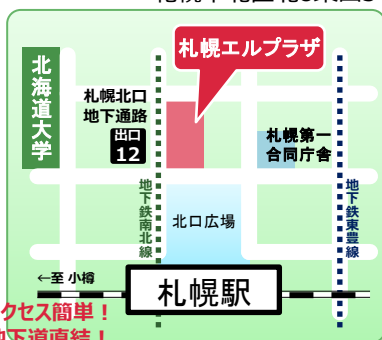 札幌エルプラザ
北海道大学
札幌北口
地下通路
出口
12
札幌第一
合同庁舎
地下鉄南北線
北口広場
地下鉄東豊線
←至 小樽
札幌駅
クセス簡単！
地下道直結！